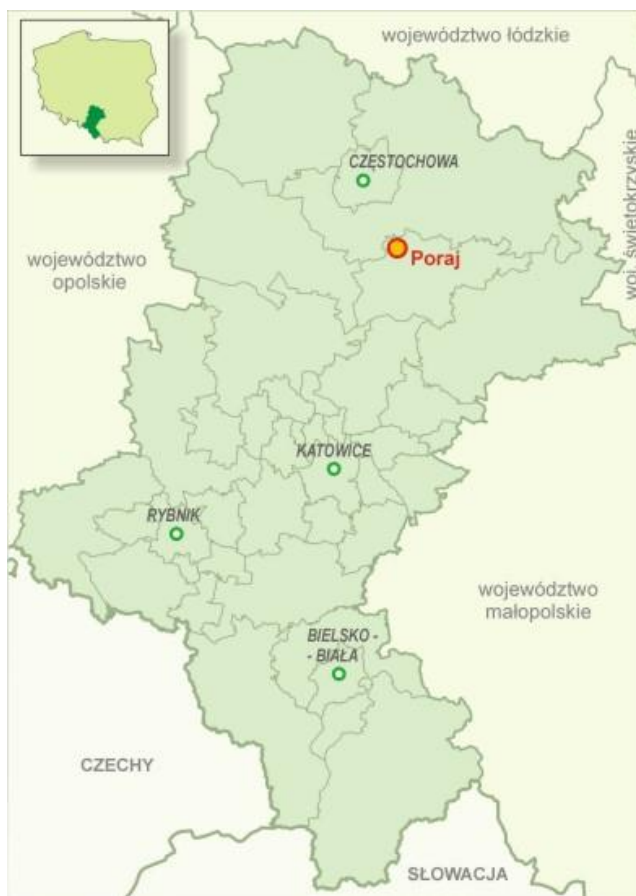 województwo łódzkie
CZĘSTOCHOWA
woj. świętokrzyskie
Poraj
województwo
opolskie
KATOWICE
RYBNIK
województwo
małopolskie
BIELSKO -
- BIAŁA
CZECHY
SŁOWACJA